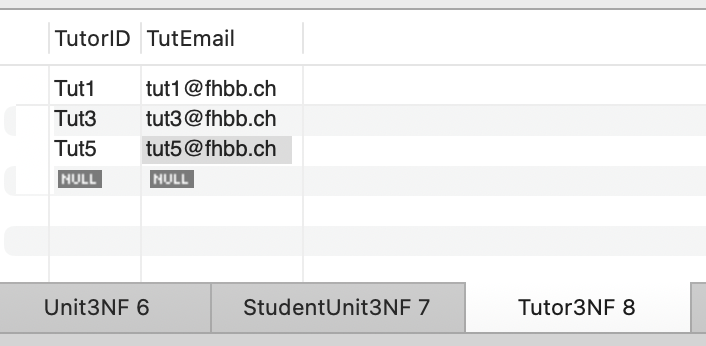 TutorID TutEmail
Tut1 tut1@fhbb.ch
Tut3 tut3@fhbb.ch
Tut5 tut5@fhbb.ch
NULL NULL
Unit3NF 6 StudentUnit3NF 7 Tutor3NF 8